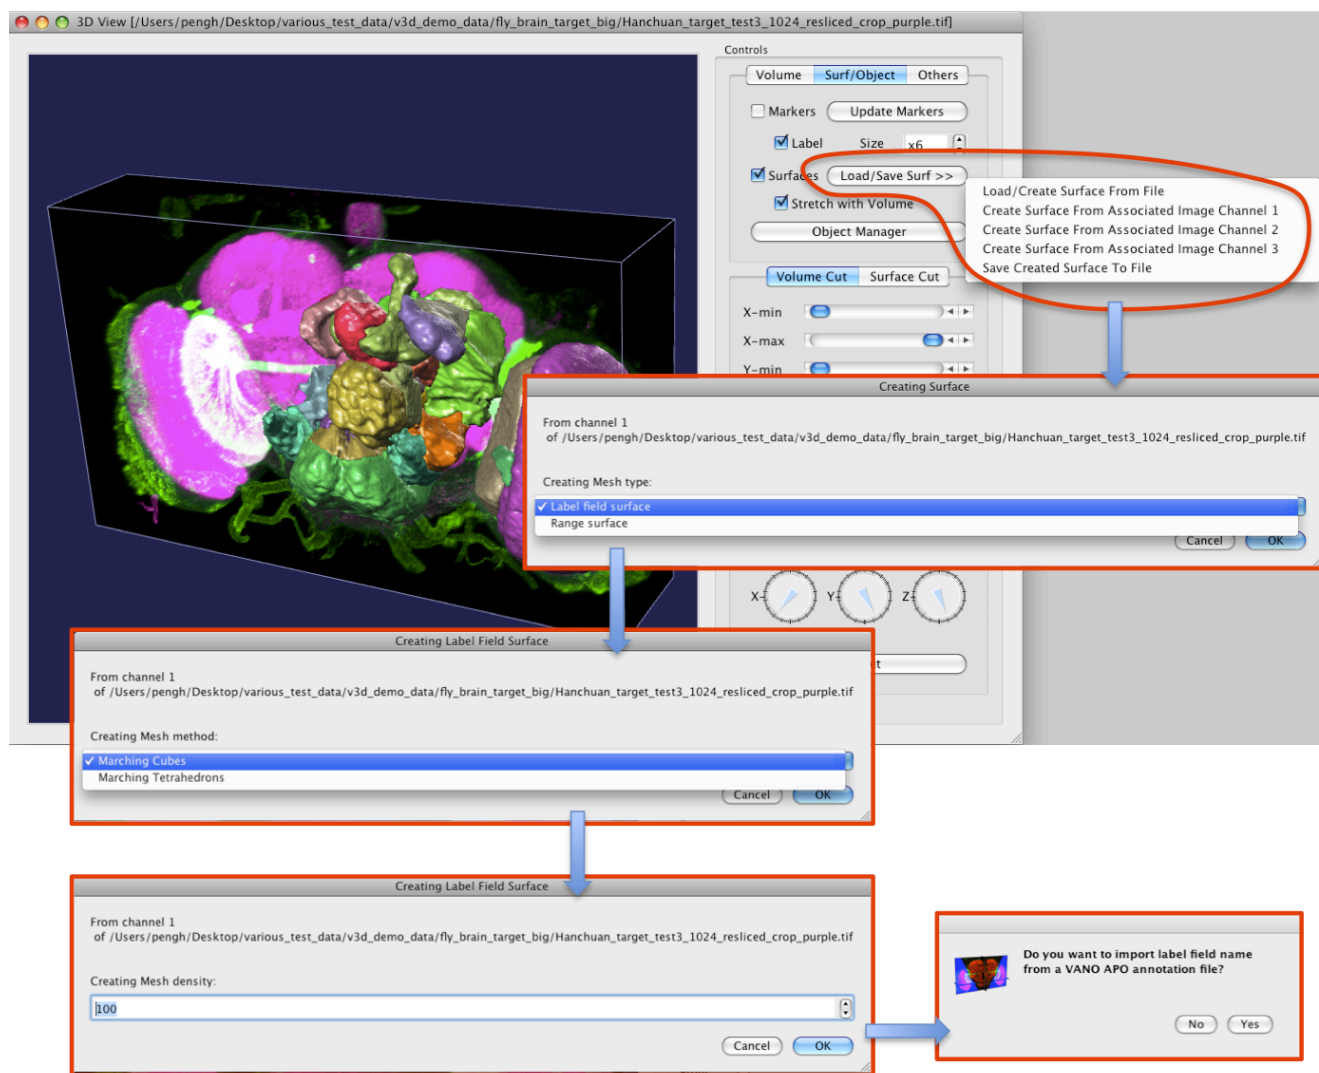 3D View [/Users/pengh/Desktop/various_test_data/v3d_demo_data/fly_brain_target_big/Hanchuan_target_test3_1024_resliced_crop_purple.tif]
Controls
Volume Surf/Object Others
Markers Update Markers
Label Size x6
Surfaces Load/Save Surf >>
Stretch with Volume
Object Manager
Load/Create Surface From File
Create Surface From Associated Image Channel 1
Create Surface From Associated Image Channel 2
Create Surface From Associated Image Channel 3
Save Created Surface To File
Volume Cut Surface Cut
X-min
X-max
Y-min
Creating Surface
From channel 1
of /Users/pengh/Desktop/various_test_data/v3d_demo_data/fly_brain_target_big/Hanchuan_target_test3_1024_resliced_crop_purple.tif
Creating Mesh type:
✓ Label field surface
Range surface
Cancel OK
X Y Z
Creating Label Field Surface
From channel 1
of /Users/pengh/Desktop/various_test_data/v3d_demo_data/fly_brain_target_big/Hanchuan_target_test3_1024_resliced_crop_purple.tif
Creating Mesh method:
✓ Marching Cubes
Marching Tetrahedrons
Cancel OK
Creating Label Field Surface
From channel 1
of /Users/pengh/Desktop/various_test_data/v3d_demo_data/fly_brain_target_big/Hanchuan_target_test3_1024_resliced_crop_purple.tif
Creating Mesh density:
100
Cancel OK
Do you want to import label field name
from a VANO APO annotation file?
No Yes